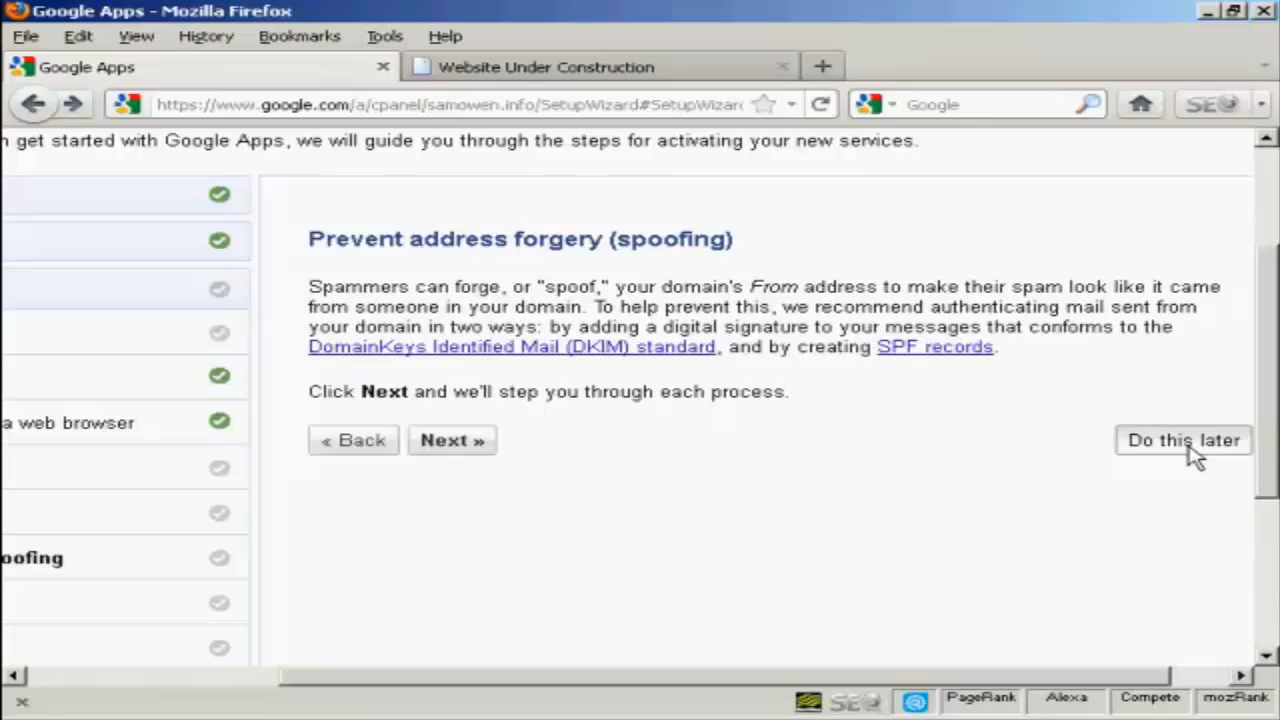 Google Apps - Mozilla Firefox
File Edit View History Bookmarks Tools Help
Google Apps Website Under Construction
https://www.google.com/a/cpanel/samowen.info/SetupWizard#SetupWizar Google SEO
n get started with Google Apps, we will guide you through the steps for activating your new services.
Prevent address forgery (spoofing)
Spammers can forge, or "spoof," your domain's From address to make their spam look like it came
from someone in your domain. To help prevent this, we recommend authenticating mail sent from
your domain in two ways: by adding a digital signature to your messages that conforms to the
DomainKeys Identified Mail (DKIM) standard, and by creating SPF records.
Click Next and we'll step you through each process.
a web browser
« Back Next » Do this later
oofing
SEO PageRank Alexa Compete mozRank